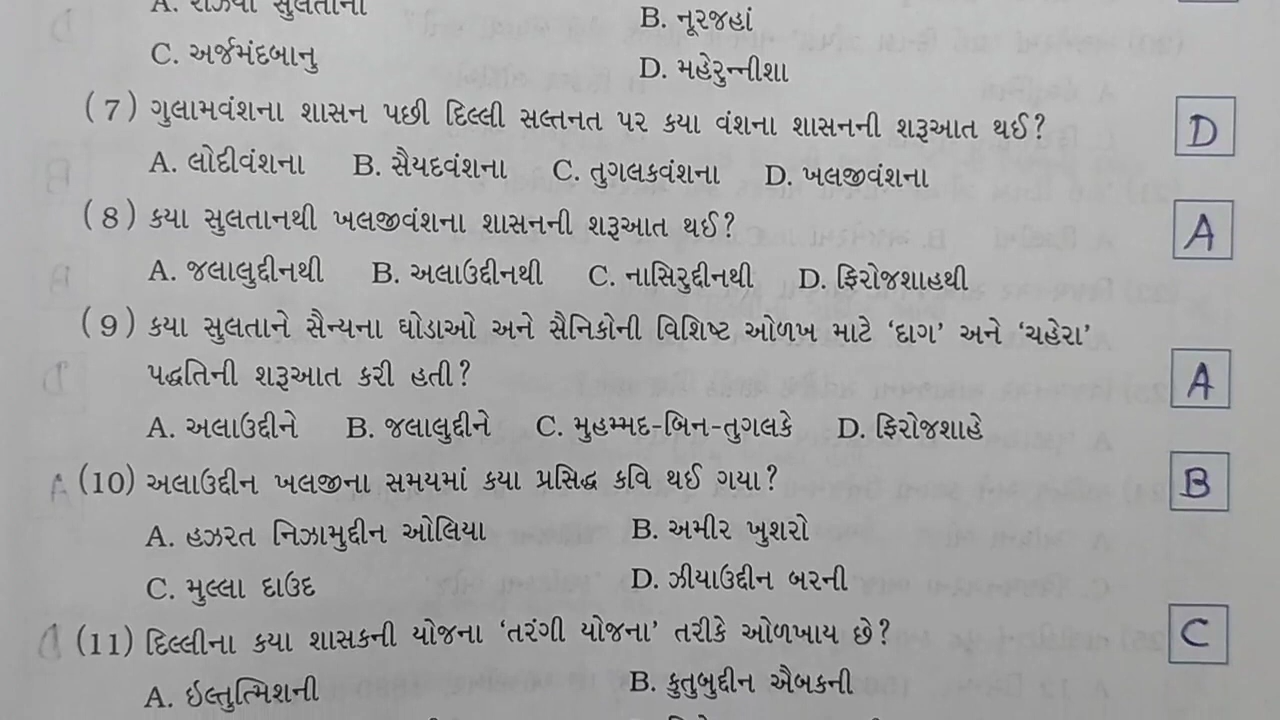 A. રઝિયા સુલતાના B. નૂરજહાં
C. અર્જમંદબાનુ D. મહેરુન્નીશા
(7) ગુલામવંશના શાસન પછી દિલ્લી સલ્તનત પર કયા વંશના શાસનની શરૂઆત થઈ? D
A. લોદીવંશના B. સૈયદવંશના C. તુગલકવંશના D. ખલજીવંશના
(8) કયા સુલતાનથી ખલજીવંશના શાસનની શરૂઆત થઈ? A
A. જલાલુદ્દીનથી B. અલાઉદ્દીનથી C. નાસિરુદ્દીનથી D. ફિરોજશાહથી
(9) કયા સુલતાને સૈન્યના ઘોડાઓ અને સૈનિકોની વિશિષ્ટ ઓળખ માટે ‘દાગ’ અને ‘ચહેરા’
પદ્ધતિની શરૂઆત કરી હતી? A
A. અલાઉદ્દીને B. જલાલુદ્દીને C. મુહમ્મદ-બિન-તુગલકે D. ફિરોજશાહે
(10) અલાઉદ્દીન ખલજીના સમયમાં કયા પ્રસિદ્ધ કવિ થઈ ગયા? B
A. હઝરત નિઝામુદ્દીન ઓલિયા B. અમીર ખુશરો
C. મુલ્લા દાઉદ D. ઝીયાઉદ્દીન બરની
(11) દિલ્લીના કયા શાસકની યોજના ‘તરંગી યોજના’ તરીકે ઓળખાય છે? C
A. ઈલ્તુત્મિશની B. કુતુબુદ્દીન ઐબકની